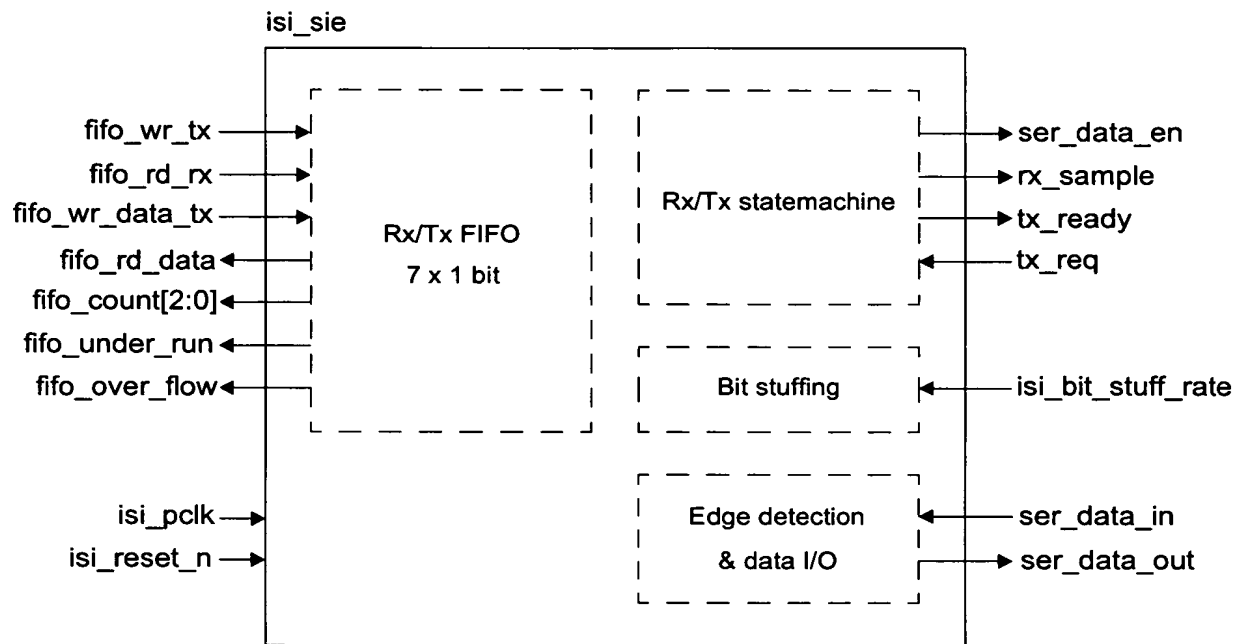 isi_sie
fifo_wr_tx
fifo_rd_rx
fifo_wr_data_tx
fifo_rd_data
fifo_count[2:0]
fifo_under_run
fifo_over_flow
isi_pclk
isi_reset_n
Rx/Tx FIFO
7 x 1 bit
Rx/Tx statemachine
Bit stuffing
Edge detection
& data I/O
ser_data_en
rx_sample
tx_ready
tx_req
isi_bit_stuff_rate
ser_data_in
ser_data_out